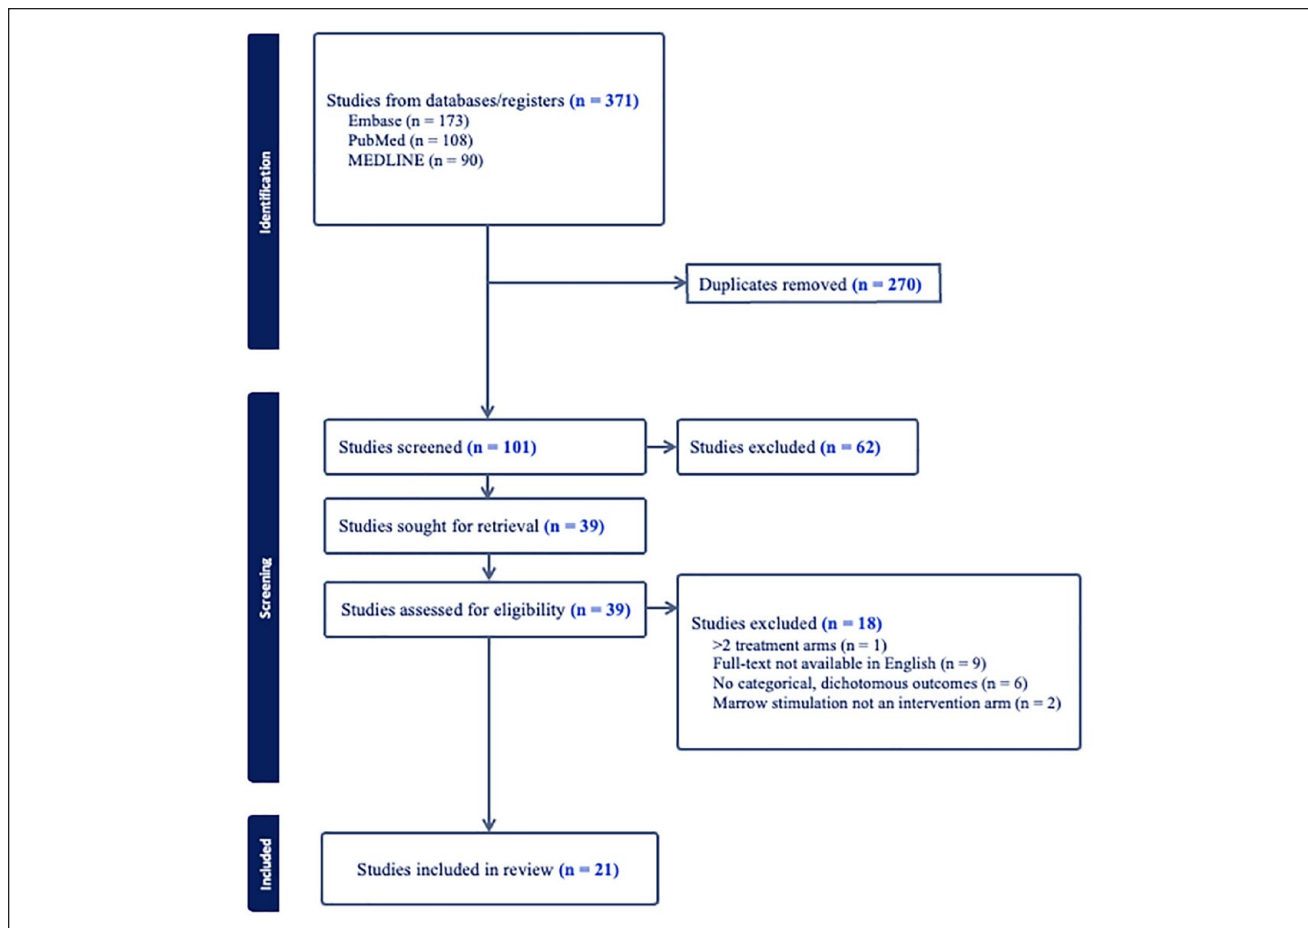 Identification
Studies from databases/registers (n = 371)
Embase (n = 173)
PubMed (n = 108)
MEDLINE (n = 90)
Duplicates removed (n = 270)
Screening
Studies screened (n = 101)
Studies excluded (n = 62)
Studies sought for retrieval (n = 39)
Studies assessed for eligibility (n = 39)
Studies excluded (n = 18)
>2 treatment arms (n = 1)
Full-text not available in English (n = 9)
No categorical, dichotomous outcomes (n = 6)
Marrow stimulation not an intervention arm (n = 2)
Included
Studies included in review (n = 21)